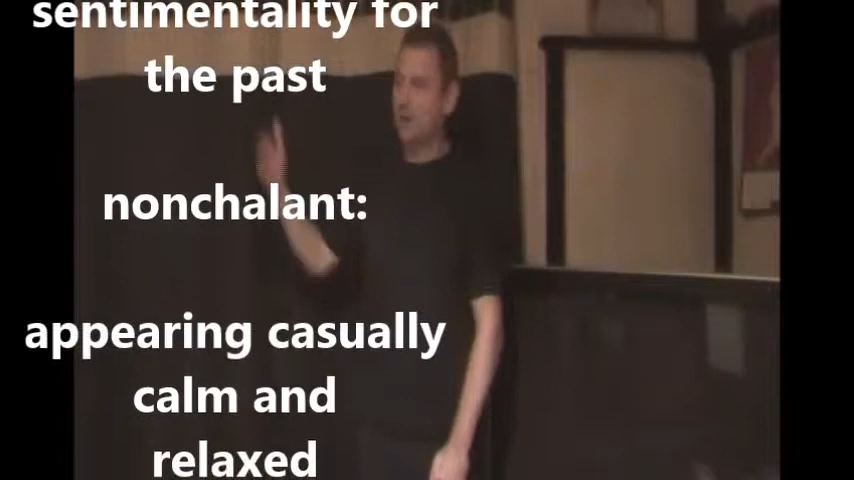 sentimentality for
the past
nonchalant:
appearing casually
calm and
relaxed